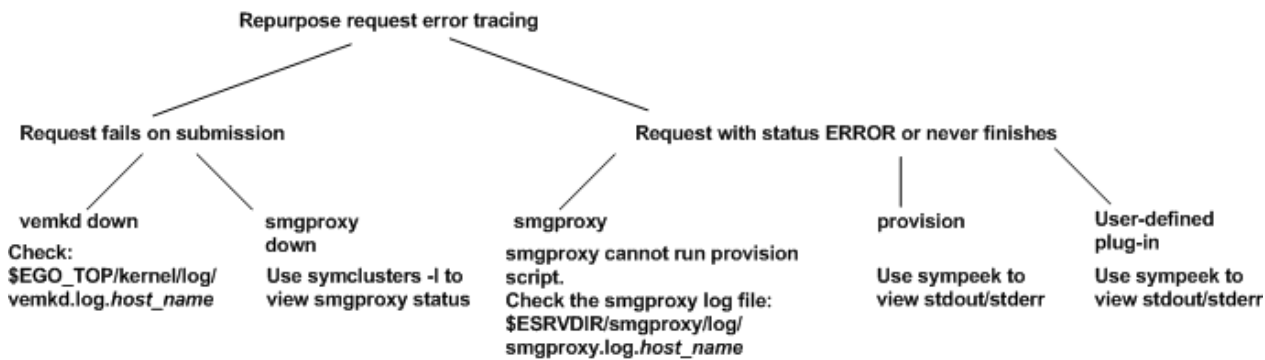 Repurpose request error tracing
Request fails on submission
Request with status ERROR or never finishes
vemkd down
Check:
$EGO_TOP/kernel/log/
vemkd.log.host_name
smgproxy
down
Use symclusters -l to
view smgproxy status
smgproxy
smgproxy cannot run provision
script.
Check the smgproxy log file:
$ESRVDIR/smgproxy/log/
smgproxy.log.host_name
provision
Use sympeek to
view stdout/stderr
User-defined
plug-in
Use sympeek to
view stdout/stderr